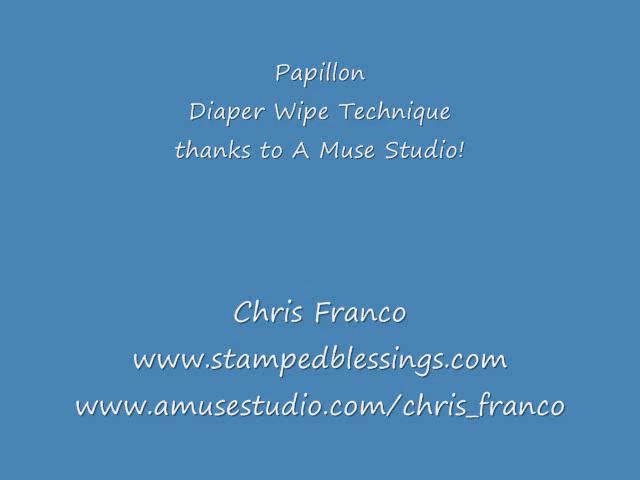 Papillon
Diaper Wipe Technique
thanks to A Muse Studio!
Chris Franco
www.stampedblessings.com
www.amusestudio.com/chris_franco